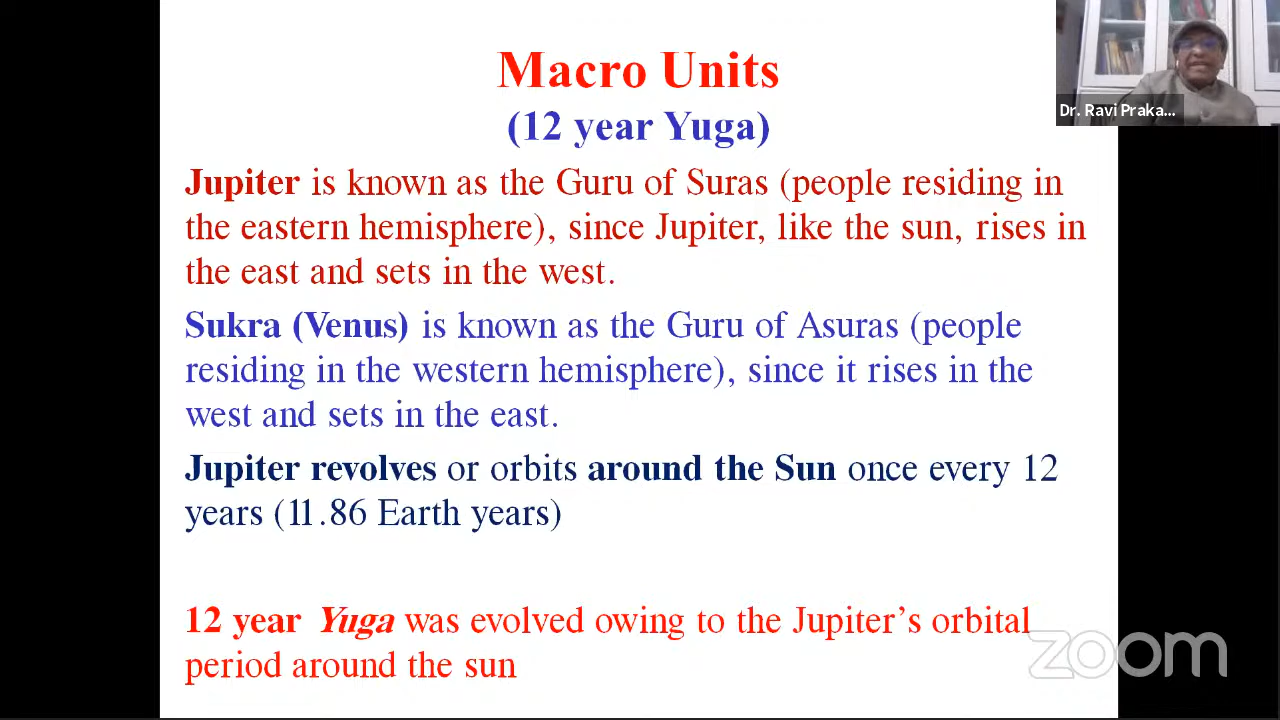 Macro Units
(12 year Yuga)
Jupiter is known as the Guru of Suras (people residing in
the eastern hemisphere), since Jupiter, like the sun, rises in
the east and sets in the west.
Sukra (Venus) is known as the Guru of Asuras (people
residing in the western hemisphere), since it rises in the
west and sets in the east.
Jupiter revolves or orbits around the Sun once every 12
years (11.86 Earth years)
12 year Yuga was evolved owing to the Jupiter's orbital
period around the sun
Dr. Ravi Praka...
zoom